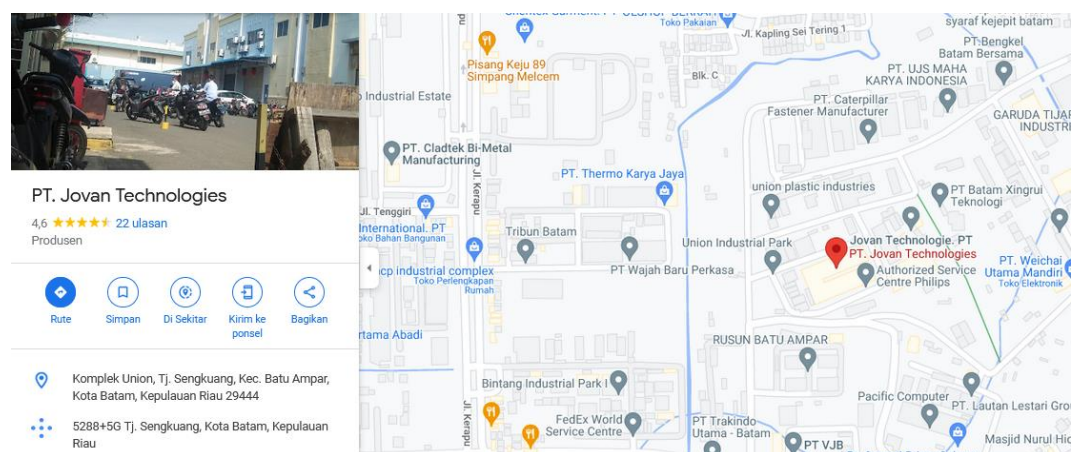 PT. Jovan Technologies
4,6
22 ulasan
Produsen
Rute
Simpan
Di Sekitar
Kirim ke
ponsel
Bagikan
Komplek Union, Tj. Sengkuang, Kec. Batu Ampar,
Kota Batam, Kepulauan Riau 29444
5288+5G Tj. Sengkuang, Kota Batam, Kepulauan
Riau
Toko Pakaian
Jl. Kapling Sei Tering 1
syaraf kejepit batam
Pisang Keju 89
Simpang Melcem
PT.Bengkel
Batam Bersama
Blk. C
PT. UJS MAHA
KARYA INDONESIA
Industrial Estate
PT. Caterpillar
Fastener Manufacturer
GARUDA TIJAR
INDUSTRI
PT. Cladtek Bi-Metal
Manufacturing
PT. Thermo Karya Jaya
Jl. Kerapu
union plastic industries
PT Batam Xingrui
Teknologi
Jl. Tenggiri
International. PT
oko Bahan Bangunan
Tribun Batam
Union Industrial Park
Jovan Technologie. PT
PT. Jovan Technologies
ncp industrial complex
Toko Perlengkapan
Rumah
PT Wajah Baru Perkasa
Authorized Service
Centre Philips
PT. Weichai
Utama Mandiri
Toko Elektronik
rtama Abadi
RUSUN BATU AMPAR
Bintang Industrial Park I
Pacific Computer
PT. Lautan Lestari Gro
Jl. Kerapu
FedEx World
Service Centre
PT Trakindo
Utama - Batam
PT VJB
Masjid Nurul Hid